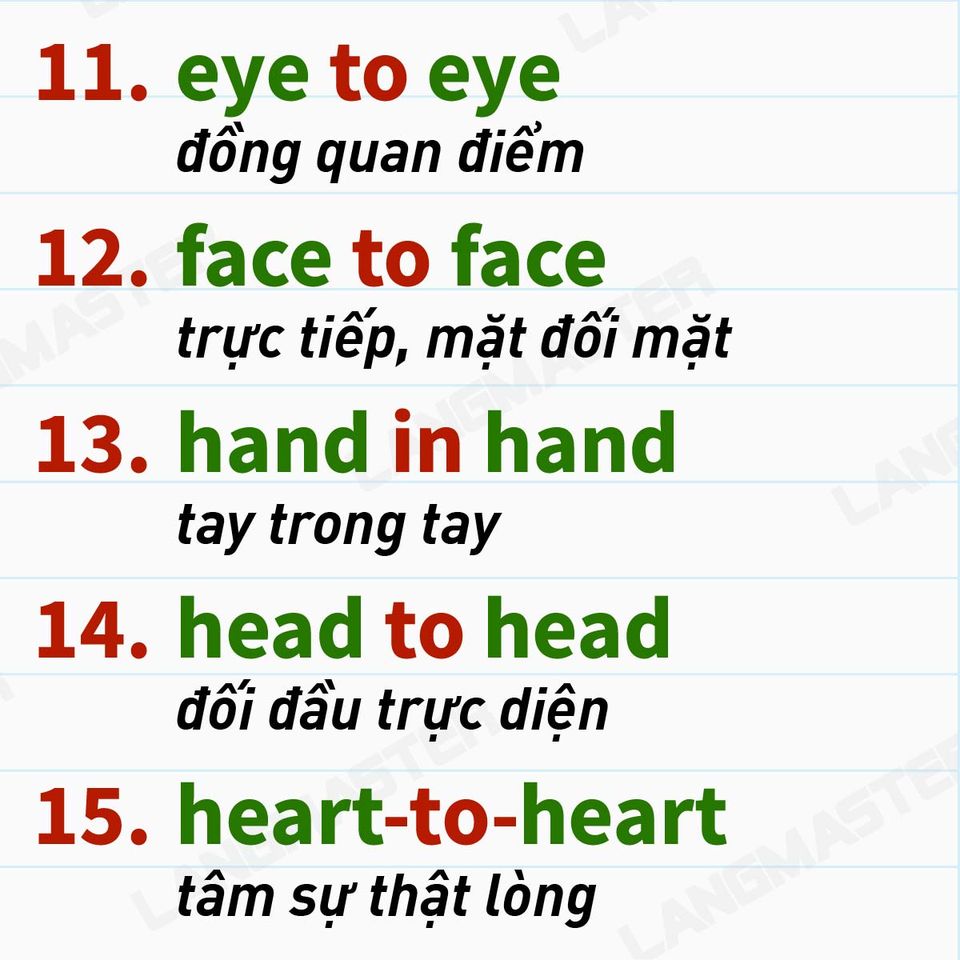 11. eye to eye
đồng quan điểm
12. face to face
trực tiếp, mặt đối mặt
13. hand in hand
tay trong tay
14. head to head
đối đầu trực diện
15. heart-to-heart
tâm sự thật lòng
LANGMASTER